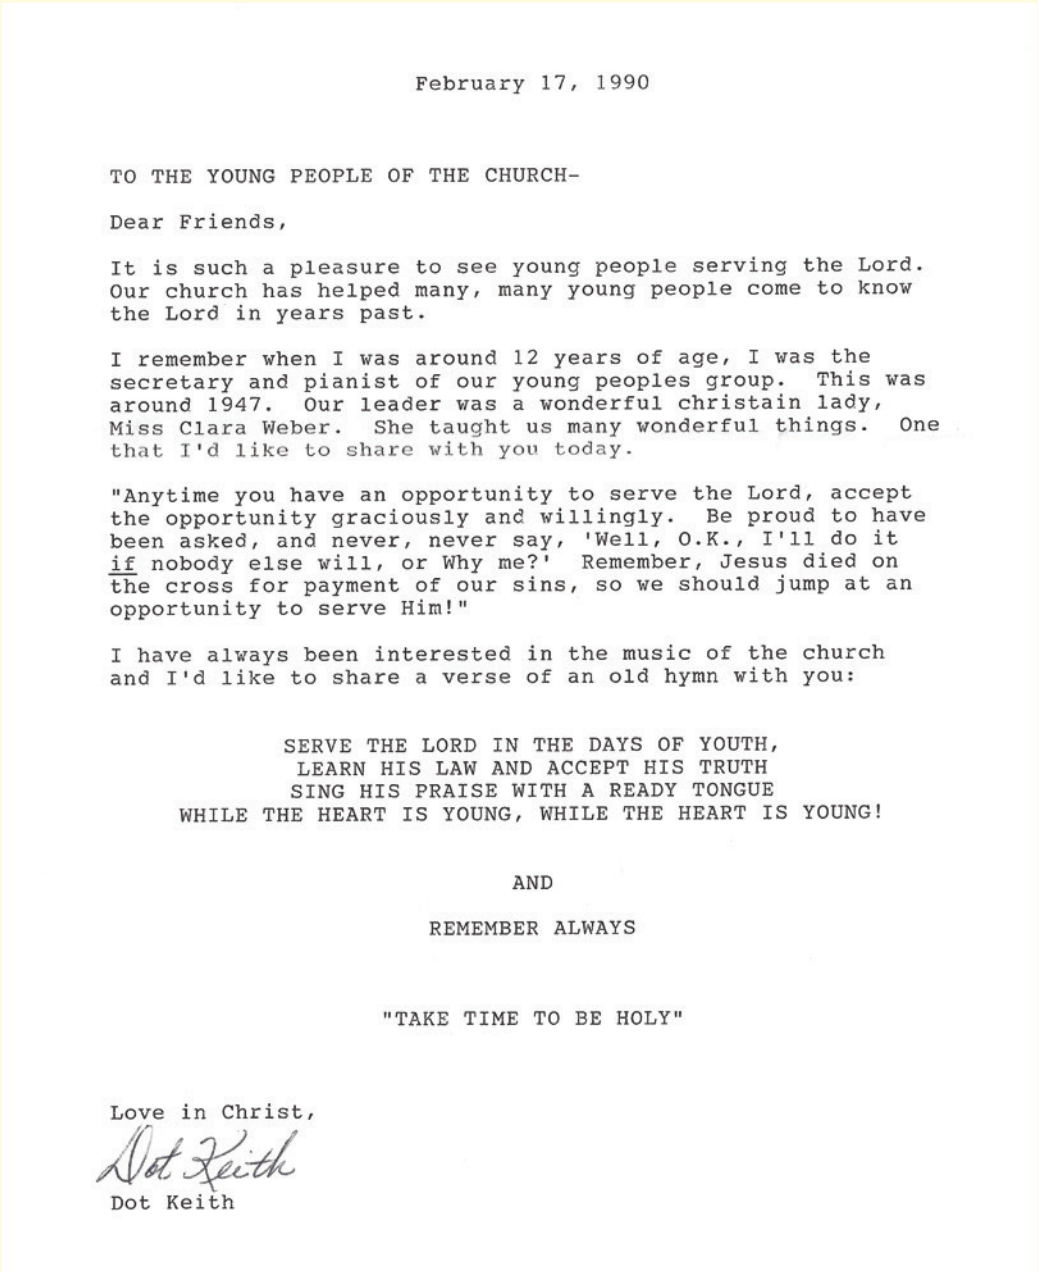 February 17, 1990
TO THE YOUNG PEOPLE OF THE CHURCH-
Dear Friends,
It is such a pleasure to see young people serving the Lord.
Our church has helped many, many young people come to know
the Lord in years past.
I remember when I was around 12 years of age, I was the
secretary and pianist of our young peoples group. This was
around 1947. Our leader was a wonderful christain lady,
Miss Clara Weber. She taught us many wonderful things. One
that I'd like to share with you today.
"Anytime you have an opportunity to serve the Lord, accept
the opportunity graciously and willingly. Be proud to have
been asked, and never, never say, 'Well, O.K., I'll do it
if nobody else will, or Why me?' Remember, Jesus died on
the cross for payment of our sins, so we should jump at an
opportunity to serve Him!"
I have always been interested in the music of the church
and I'd like to share a verse of an old hymn with you:
SERVE THE LORD IN THE DAYS OF YOUTH,
LEARN HIS LAW AND ACCEPT HIS TRUTH
SING HIS PRAISE WITH A READY TONGUE
WHILE THE HEART IS YOUNG, WHILE THE HEART IS YOUNG!
AND
REMEMBER ALWAYS
"TAKE TIME TO BE HOLY"
Love in Christ,
Dot Keith
Dot Keith